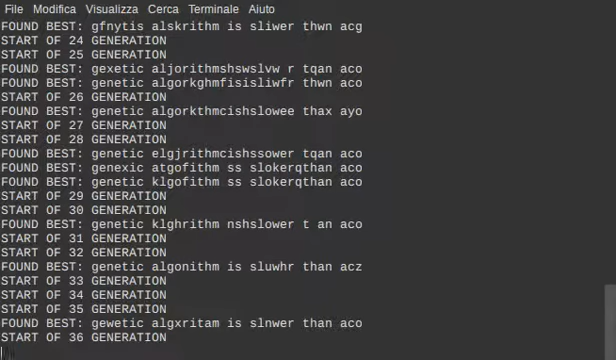 File Modifica Visualizza Cerca Terminale Aiuto
FOUND BEST: gfnytis alskrithm is sliwer thwn acg
START OF 24 GENERATION
START OF 25 GENERATION
FOUND BEST: gexetic aljorithmshswslvw r tqan aco
FOUND BEST: genetic algorkghmfisisliwfr thwn aco
START OF 26 GENERATION
FOUND BEST: genetic algorkthmcishslowee thax ayo
START OF 27 GENERATION
START OF 28 GENERATION
FOUND BEST: genetic elgjrithmcishssower tqan aco
FOUND BEST: genexic atgofithm ss slokerqthan aco
FOUND BEST: genetic klgofithm ss slokerqthan aco
START OF 29 GENERATION
START OF 30 GENERATION
FOUND BEST: genetic klghrithm nshslower t an aco
START OF 31 GENERATION
START OF 32 GENERATION
FOUND BEST: genetic algonithm is sluwhr than acz
START OF 33 GENERATION
START OF 34 GENERATION
START OF 35 GENERATION
FOUND BEST: gewetic algxritam is slnwer than aco
START OF 36 GENERATION